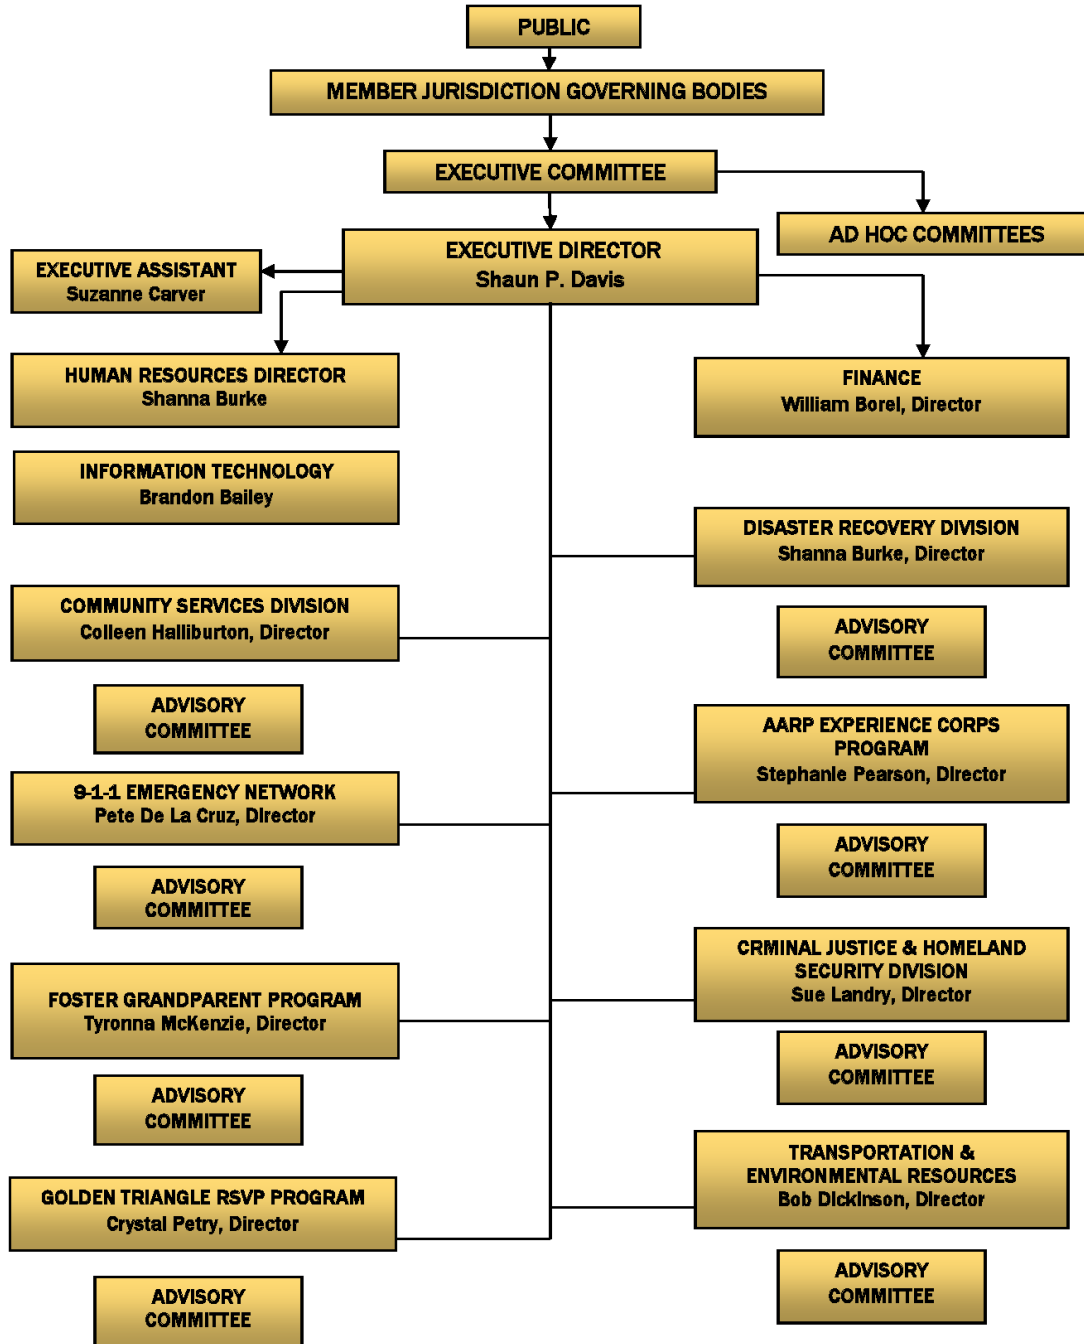 PUBLIC
MEMBER JURISDICTION GOVERNING BODIES
EXECUTIVE COMMITTEE
AD HOC COMMITTEES
EXECUTIVE DIRECTOR
Shaun P. Davis
EXECUTIVE ASSISTANT
Suzanne Carver
HUMAN RESOURCES DIRECTOR
Shanna Burke
FINANCE
William Borel, Director
INFORMATION TECHNOLOGY
Brandon Bailey
DISASTER RECOVERY DIVISION
Shanna Burke, Director
COMMUNITY SERVICES DIVISION
Colleen Halliburton, Director
ADVISORY
COMMITTEE
ADVISORY
COMMITTEE
AARP EXPERIENCE CORPS
PROGRAM
Stephanie Pearson, Director
9-1-1 EMERGENCY NETWORK
Pete De La Cruz, Director
ADVISORY
COMMITTEE
ADVISORY
COMMITTEE
CRMINAL JUSTICE & HOMELAND
SECURITY DIVISION
Sue Landry, Director
FOSTER GRANDPARENT PROGRAM
Tyronna McKenzie, Director
ADVISORY
COMMITTEE
ADVISORY
COMMITTEE
TRANSPORTATION &
ENVIRONMENTAL RESOURCES
Bob Dickinson, Director
GOLDEN TRIANGLE RSVP PROGRAM
Crystal Petry, Director
ADVISORY
COMMITTEE
ADVISORY
COMMITTEE